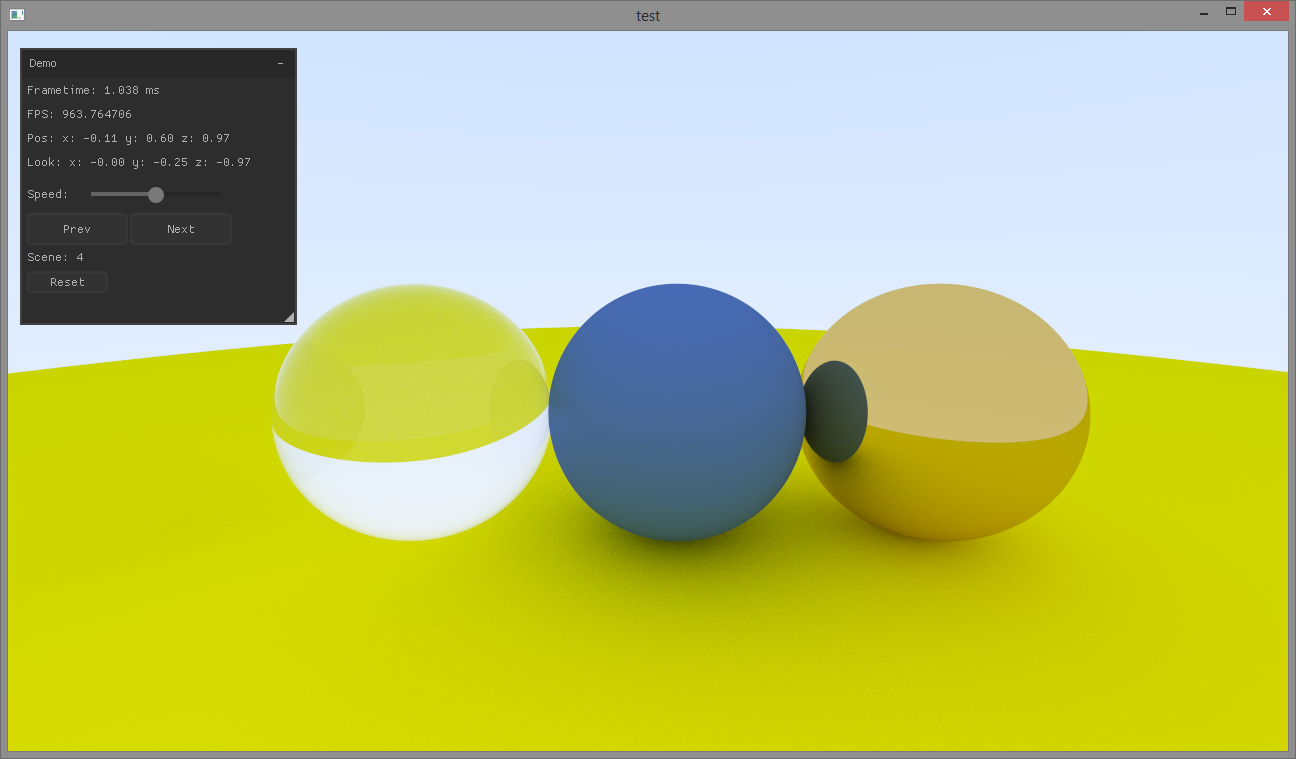 test
Demo
Frametime: 1.038 ms
FPS: 963.764706
Pos: x: -0.11 y: 0.60 z: 0.97
Look: x: -0.00 y: -0.25 z: -0.97
Speed:
Prev Next
Scene: 4
Reset